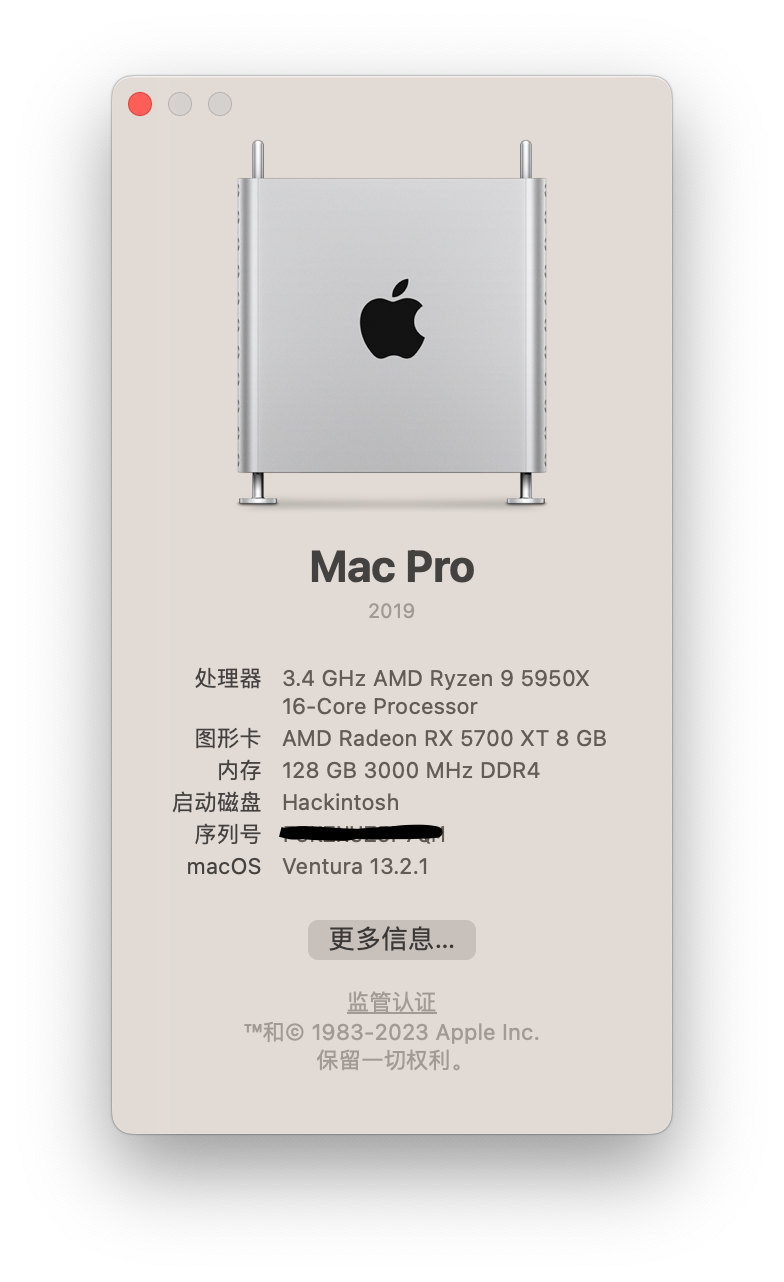 Mac Pro
2019
处理器 3.4 GHz AMD Ryzen 9 5950X
16-Core Processor
图形卡 AMD Radeon RX 5700 XT 8 GB
内存 128 GB 3000 MHz DDR4
启动磁盘 Hackintosh
序列号
macOS Ventura 13.2.1
更多信息...
监管认证
™和© 1983-2023 Apple Inc.
保留一切权利。